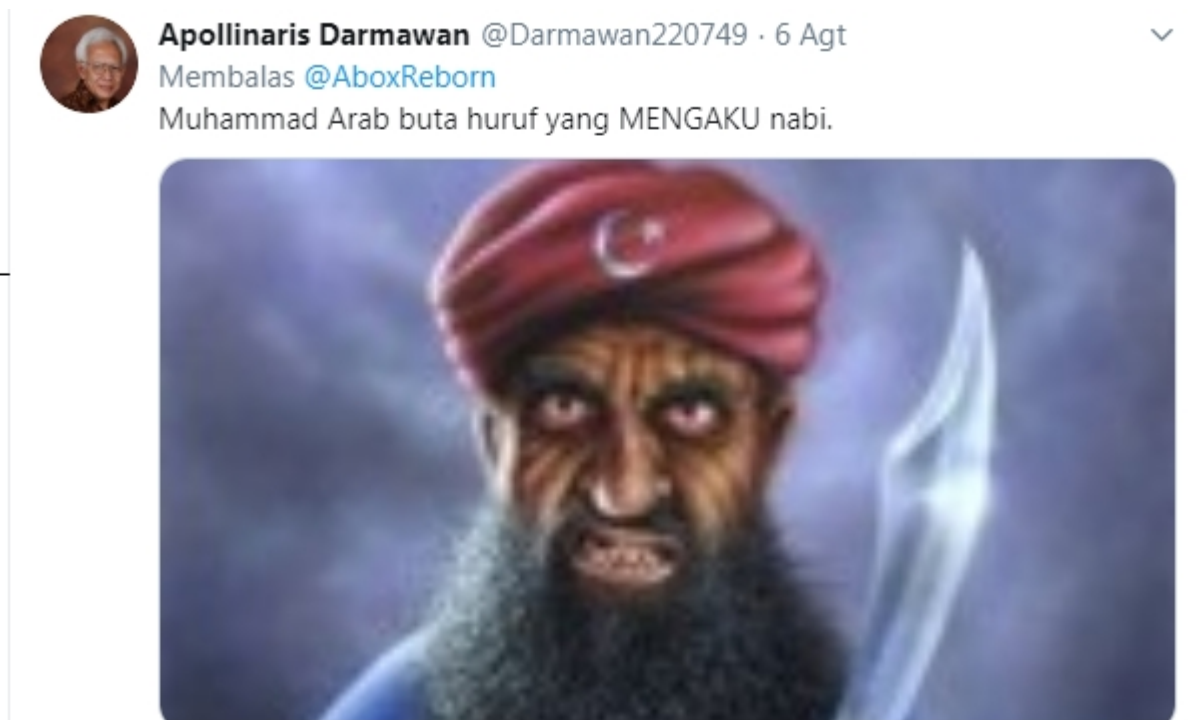 Apollinaris Darmawan @Darmawan220749 · 6 Agt
Membalas @AboxReborn
Muhammad Arab buta huruf yang MENGAKU nabi.